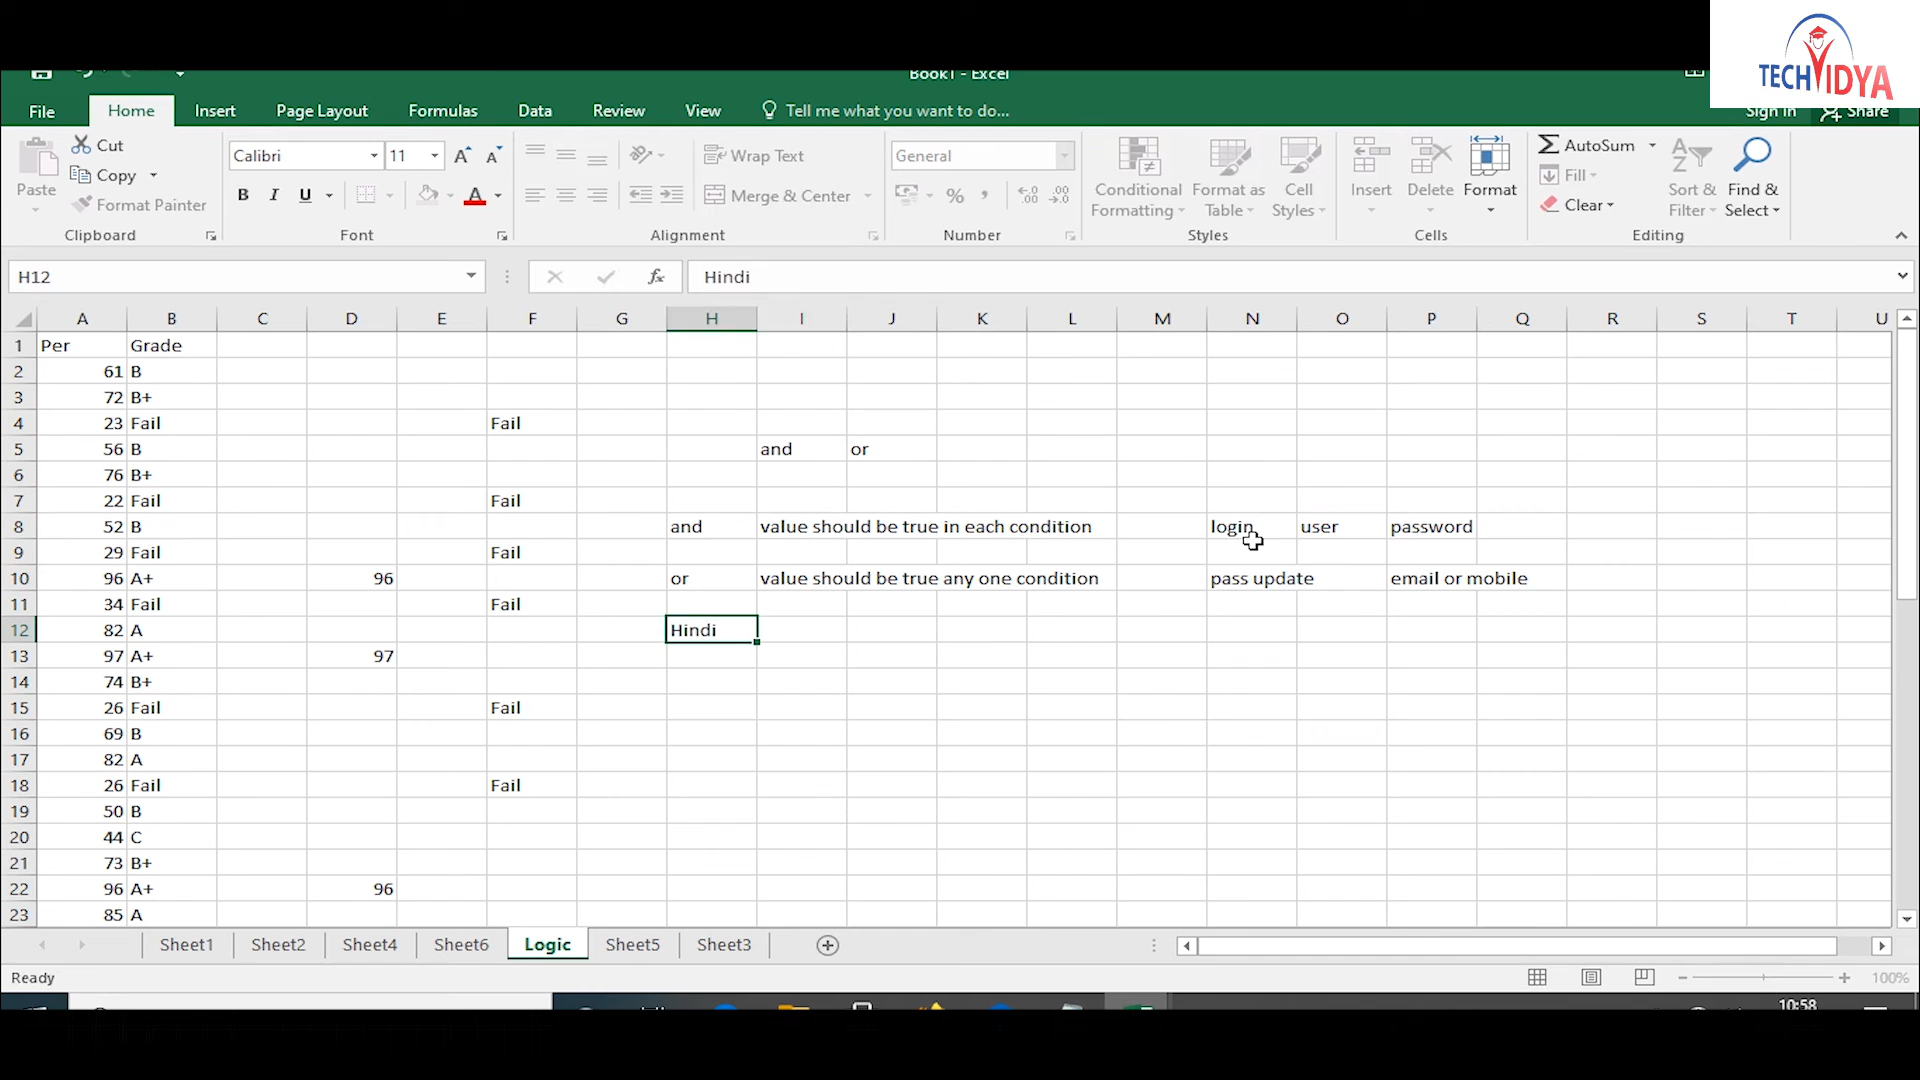 TECHVIDYA
Book1 - Excel
File Home Insert Page Layout Formulas Data Review View Tell me what you want to do... Sign in Share
Paste Cut Copy Format Painter
Calibri 11
B I U A
Wrap Text
Merge & Center
General
%
Conditional Formatting Format as Table Cell Styles
Insert Delete Format
AutoSum Fill Clear
Sort & Filter Find & Select
Clipboard Font Alignment Number Styles Cells Editing
H12 fx Hindi
A B C D E F G H I J K L M N O P Q R S T U
1 Per Grade
2 61 B
3 72 B+
4 23 Fail Fail
5 56 B and or
6 76 B+
7 22 Fail Fail
8 52 B and value should be true in each condition login user password
9 29 Fail Fail
10 96 A+ 96 or value should be true any one condition pass update email or mobile
11 34 Fail Fail
12 82 A Hindi
13 97 A+ 97
14 74 B+
15 26 Fail Fail
16 69 B
17 82 A
18 26 Fail Fail
19 50 B
20 44 C
21 73 B+
22 96 A+ 96
23 85 A
Sheet1 Sheet2 Sheet4 Sheet6 Logic Sheet5 Sheet3
Ready 100%
10:58